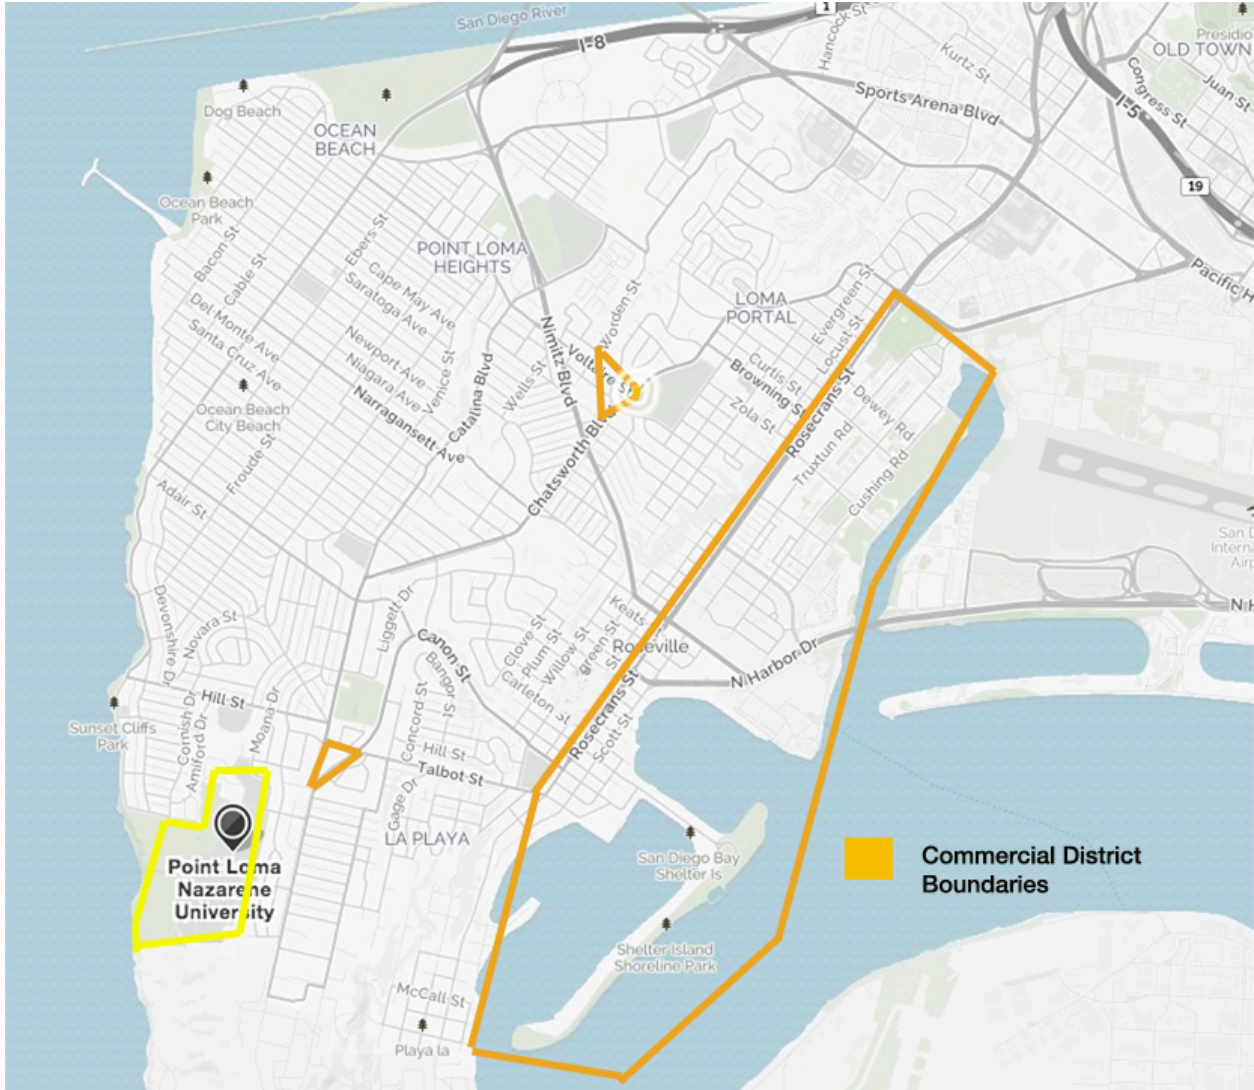 San Diego River
1
I-8
Hancock St
Kurtz St
Presidio
OLD TOWN
Congress St
Juan St
I-5
Dog Beach
Sports Arena Blvd
OCEAN
BEACH
19
Ocean Beach
Park
Bacon St
Cable St
Ebers St
Cape May Ave
Saratoga Ave
POINT LOMA
HEIGHTS
Pacific H
Del Monte Ave
Santa Cruz Ave
Newport Ave
Niagara Ave
Narragansett Ave
Venice St
Catalina Blvd
Wells St
Nimitz Blvd
Voltaire St
Worden St
LOMA
PORTAL
Evergreen St
Locust St
Curtis St
Browning St
Zola St
Rosecrans St
Dewey Rd
Truxtun Rd
Cushing Rd
Ocean Beach
City Beach
Froude St
Chatsworth Blvd
Adair St
San D
Interna
Airp
Devonshire Dr
Novara St
Liggett Dr
Canon St
Bangor St
Clove St
Plum St
Willow St
green St
St
Carleton St
Keats
Roseville
N Harbor Dr
N H
Hill St
Cornish Dr
Amiford Dr
Moana Dr
Sunset Cliffs
Park
Concord St
Hill St
Talbot St
Gage Dr
Rosecrans St
Scott St
LA PLAYA
Point Loma
Nazarene
University
San Diego Bay
Shelter Is
Commercial District
Boundaries
Shelter Island
Shoreline Park
McCall St
Playa la